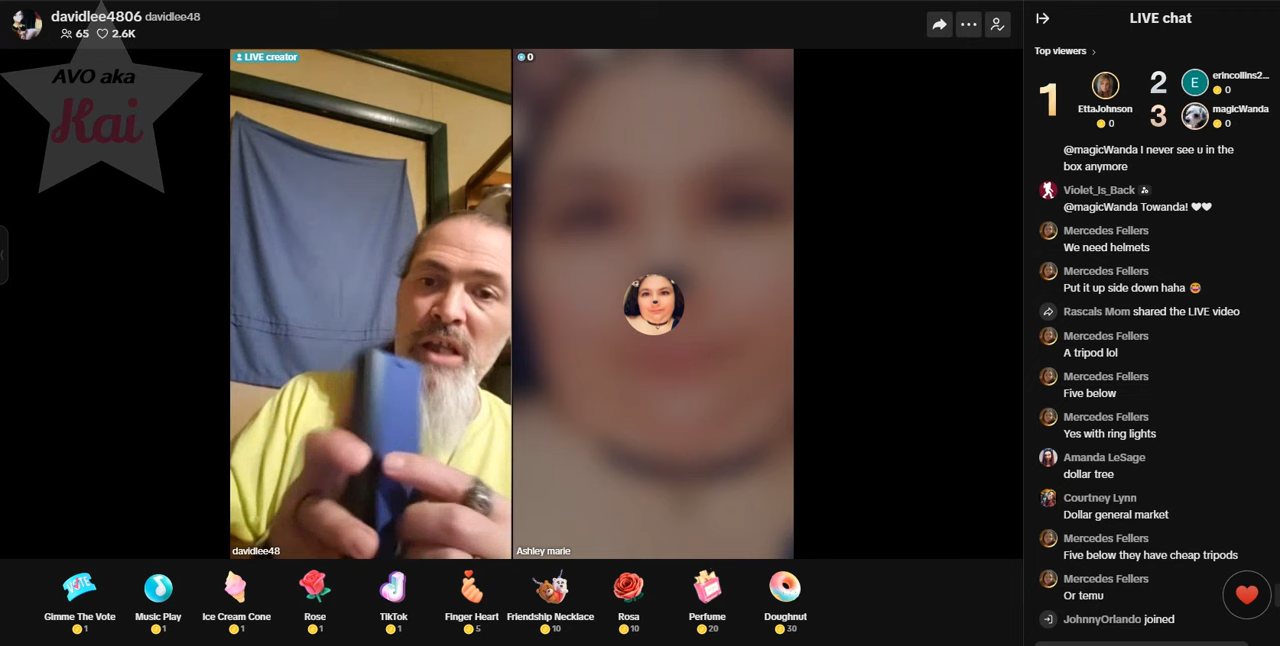 davidlee4806 davidlee48
65 2.6K
AVO aka
Kai
LIVE creator
0
davidlee48
Ashley marie
Gimme The Vote
1
Music Play
1
Ice Cream Cone
1
Rose
1
TikTok
1
Finger Heart
5
Friendship Necklace
10
Rosa
10
Perfume
20
Doughnut
30
LIVE chat
Top viewers
1
EttaJohnson
0
2
E
erincollins2...
0
3
magicWanda
0
@magicWanda I never see u in the
box anymore
Violet_Is_Back
@magicWanda Towanda! 🤍🤍
Mercedes Fellers
We need helmets
Mercedes Fellers
Put it up side down haha 🤩
Rascals Mom shared the LIVE video
Mercedes Fellers
A tripod lol
Mercedes Fellers
Five below
Mercedes Fellers
Yes with ring lights
Amanda LeSage
dollar tree
Courtney Lynn
Dollar general market
Mercedes Fellers
Five below they have cheap tripods
Mercedes Fellers
Or temu
JohnnyOrlando joined